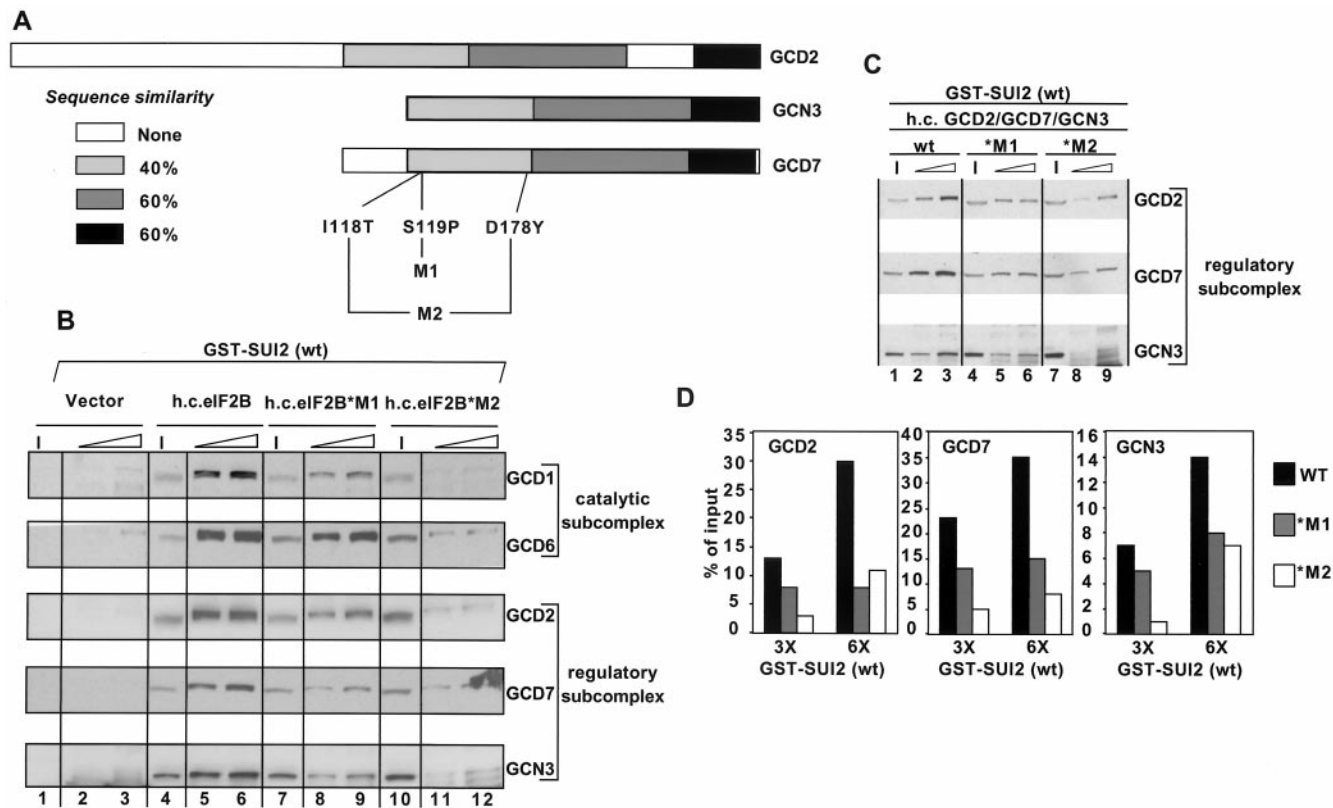 A
GCD2
Sequence similarity
None
40%
60%
60%
GCN3
GCD7
I118T S119P D178Y
M1
M2
B
GST-SUI2 (wt)
Vector h.c.eIF2B h.c.eIF2B*M1 h.c.eIF2B*M2
I I I I
GCD1
GCD6
catalytic
subcomplex
GCD2
GCD7
GCN3
regulatory
subcomplex
1 2 3 4 5 6 7 8 9 10 11 12
C
GST-SUI2 (wt)
h.c. GCD2/GCD7/GCN3
wt *M1 *M2
I I I
GCD2
GCD7
GCN3
regulatory
subcomplex
1 2 3 4 5 6 7 8 9
D
% of input
35
30
25
20
15
10
5
0
GCD2
3X 6X
GST-SUI2 (wt)
40
35
30
25
20
15
10
5
0
GCD7
3X 6X
GST-SUI2 (wt)
16
14
12
10
8
6
4
2
0
GCN3
3X 6X
GST-SUI2 (wt)
WT
*M1
*M2